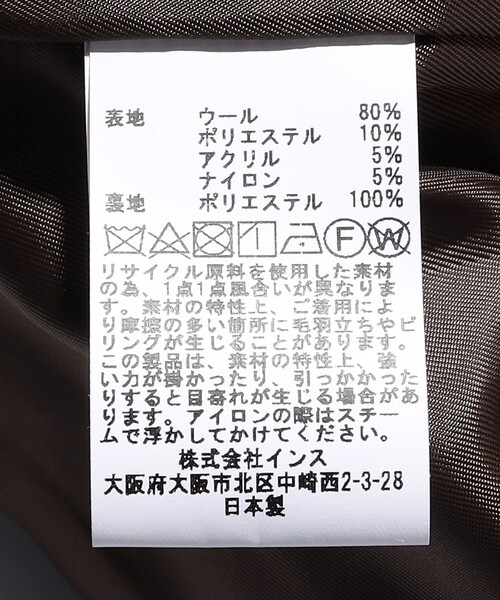 表地 ウール 80%
ポリエステル 10%
アクリル 5%
ナイロン 5%
裏地 ポリエステル 100%
F W
リサイクル原料を使用した素材
の為、1点1点風合いが異なりま
す。素材の特性上、ご着用によ
り摩擦の多い箇所に毛羽立ちやピ
リングが生じることがあります。
この製品は、素材の特性上、強
い力が掛かったり、引っかかった
りすると目寄れが生じる場合があ
ります。アイロンの際はスチー
ムで浮かしてかけてください。
株式会社インス
大阪府大阪市北区中崎西2-3-28
日本製